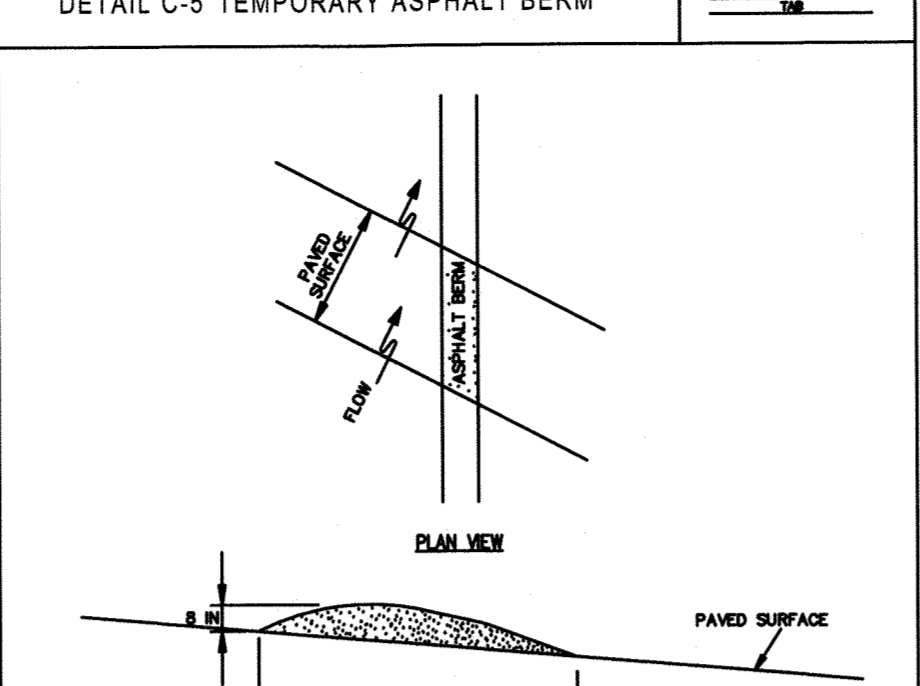 DETAIL C-5 TEMPORARY ASPHALT BERM
TAB
PAVED
SURFACE
ASPHALT BERM
FLOW
PLAN VIEW
8 IN
PAVED SURFACE